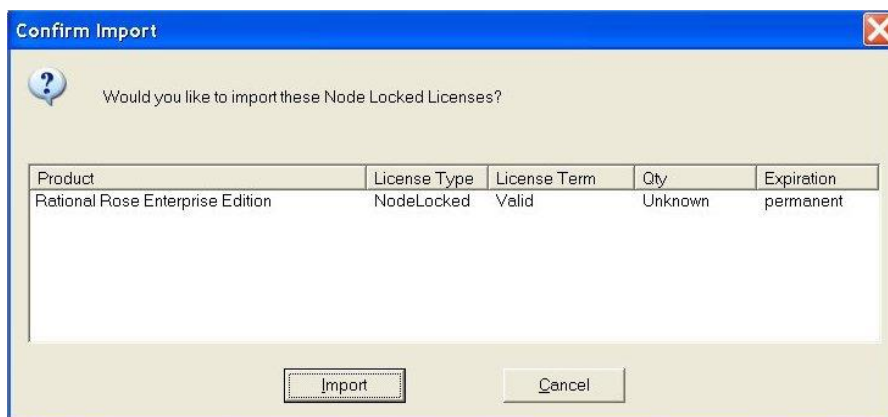 Confirm Import
Would you like to import these Node Locked Licenses?
Product License Type License Term Qty Expiration
Rational Rose Enterprise Edition NodeLocked Valid Unknown permanent
Import Cancel